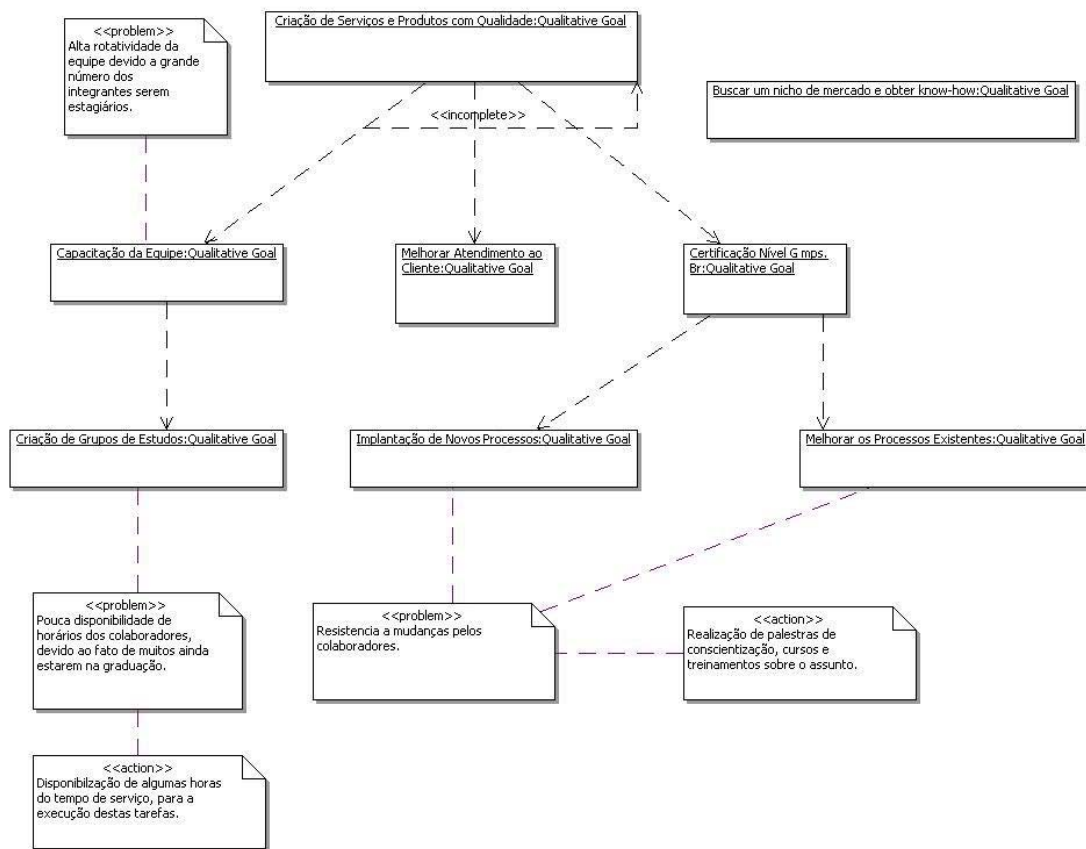 <<problem>>
Alta rotatividade da
equipe devido a grande
número dos
integrantes serem
estagiários.
Criação de Serviços e Produtos com Qualidade:Qualitative Goal
Buscar um nicho de mercado e obter know-how:Qualitative Goal
<<incomplete>>
Capacitação da Equipe:Qualitative Goal
Melhorar Atendimento ao
Cliente:Qualitative Goal
Certificação Nível G mps.
Br:Qualitative Goal
Criação de Grupos de Estudos:Qualitative Goal
Implantação de Novos Processos:Qualitative Goal
Melhorar os Processos Existentes:Qualitative Goal
<<problem>>
Pouca disponibilidade de
horários dos colaboradores,
devido ao fato de muitos ainda
estarem na graduação.
<<problem>>
Resistencia a mudanças pelos
colaboradores.
<<action>>
Realização de palestras de
conscientização, cursos e
treinamentos sobre o assunto.
<<action>>
Disponibilzação de algumas horas
do tempo de serviço, para a
execução destas tarefas.